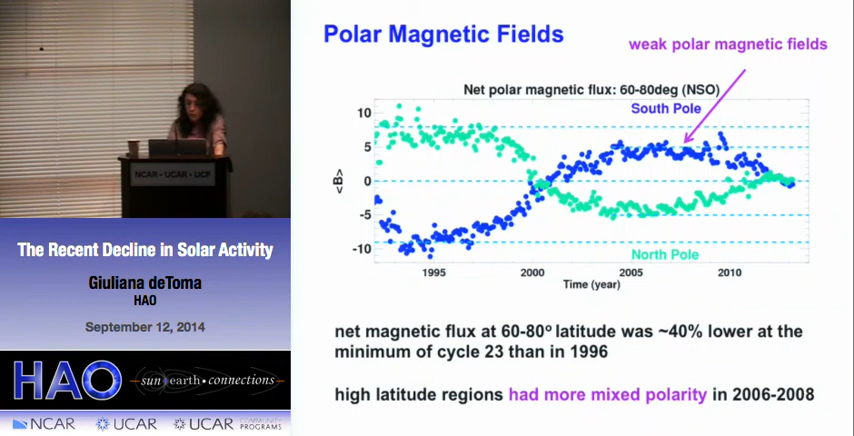 Polar Magnetic Fields
weak polar magnetic fields
Net polar magnetic flux: 60-80deg (NSO)
South Pole
10
5
0
-5
-10
<B>
North Pole
1995 2000 2005 2010
Time (year)
net magnetic flux at 60-80º latitude was ~40% lower at the
minimum of cycle 23 than in 1996
high latitude regions had more mixed polarity in 2006-2008
NCAR • UCAR • UCP
The Recent Decline in Solar Activity
Giuliana deToma
HAO
September 12, 2014
HAO
sun earth • connections
NCAR UCAR UCAR COMMUNITY
PROGRAMS